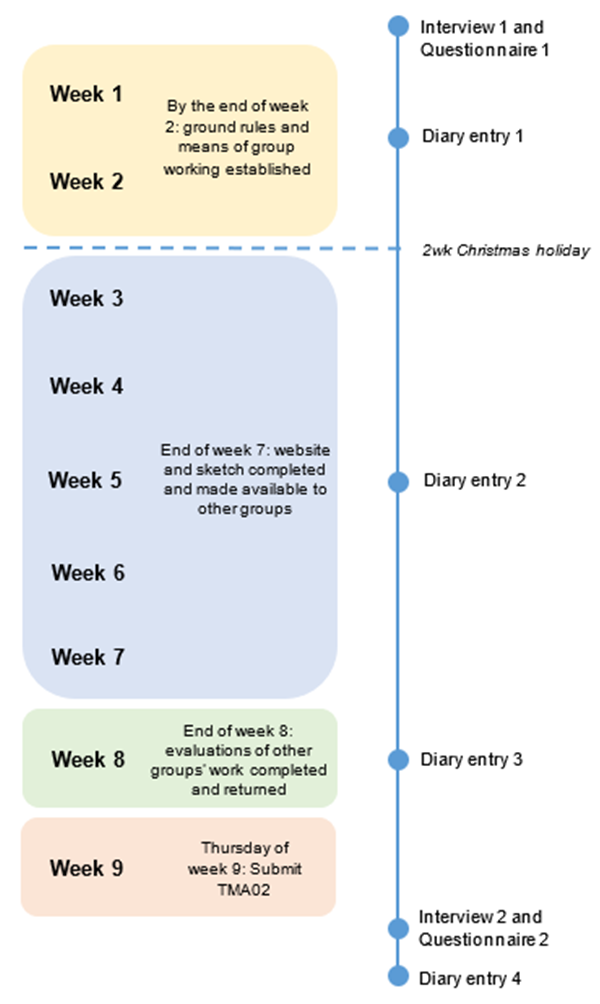 Interview 1 and
Questionnaire 1
Week 1
By the end of week
2: ground rules and
means of group
working established
Diary entry 1
Week 2
2wk Christmas holiday
Week 3
Week 4
End of week 7: website
and sketch completed
and made available to
other groups
Week 5
Diary entry 2
Week 6
Week 7
End of week 8:
evaluations of other
groups' work completed
and returned
Week 8
Diary entry 3
Thursday of
week 9: Submit
TMA02
Week 9
Interview 2 and
Questionnaire 2
Diary entry 4